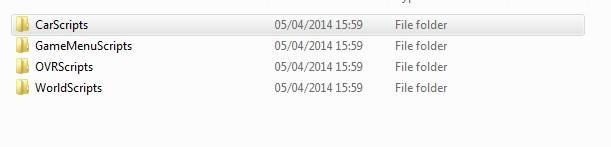 CarScripts 05/04/2014 15:59 File folder
GameMenuScripts 05/04/2014 15:59 File folder
OVRScripts 05/04/2014 15:59 File folder
WorldScripts 05/04/2014 15:59 File folder